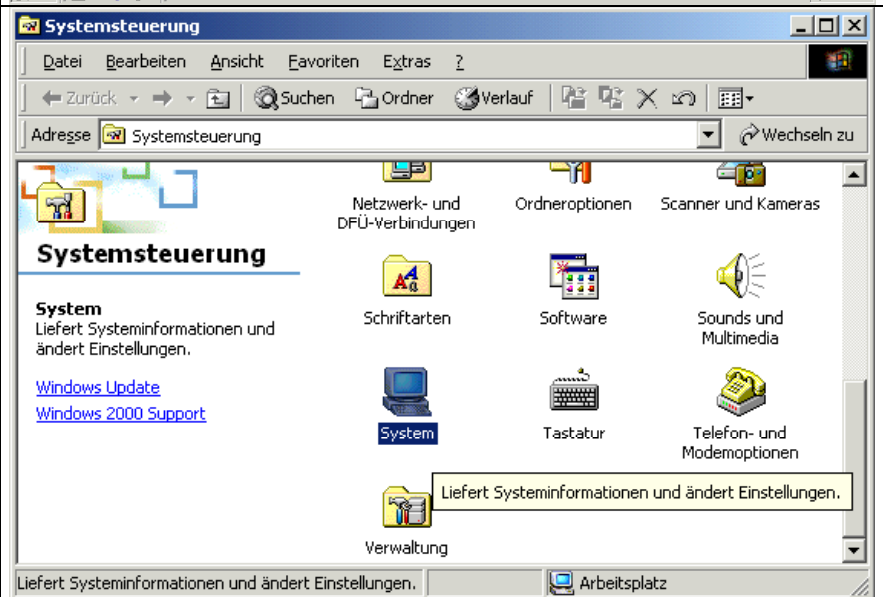 Systemsteuerung
Datei Bearbeiten Ansicht Favoriten Extras ?
Zurück Suchen Ordner Verlauf
Adresse Systemsteuerung Wechseln zu
Systemsteuerung
System
Liefert Systeminformationen und
ändert Einstellungen.
Windows Update
Windows 2000 Support
Netzwerk- und
DFÜ-Verbindungen
Ordneroptionen
Scanner und Kameras
Schriftarten
Software
Sounds und
Multimedia
System
Tastatur
Telefon- und
Modemoptionen
Liefert Systeminformationen und ändert Einstellungen.
Verwaltung
Liefert Systeminformationen und ändert Einstellungen. Arbeitsplatz